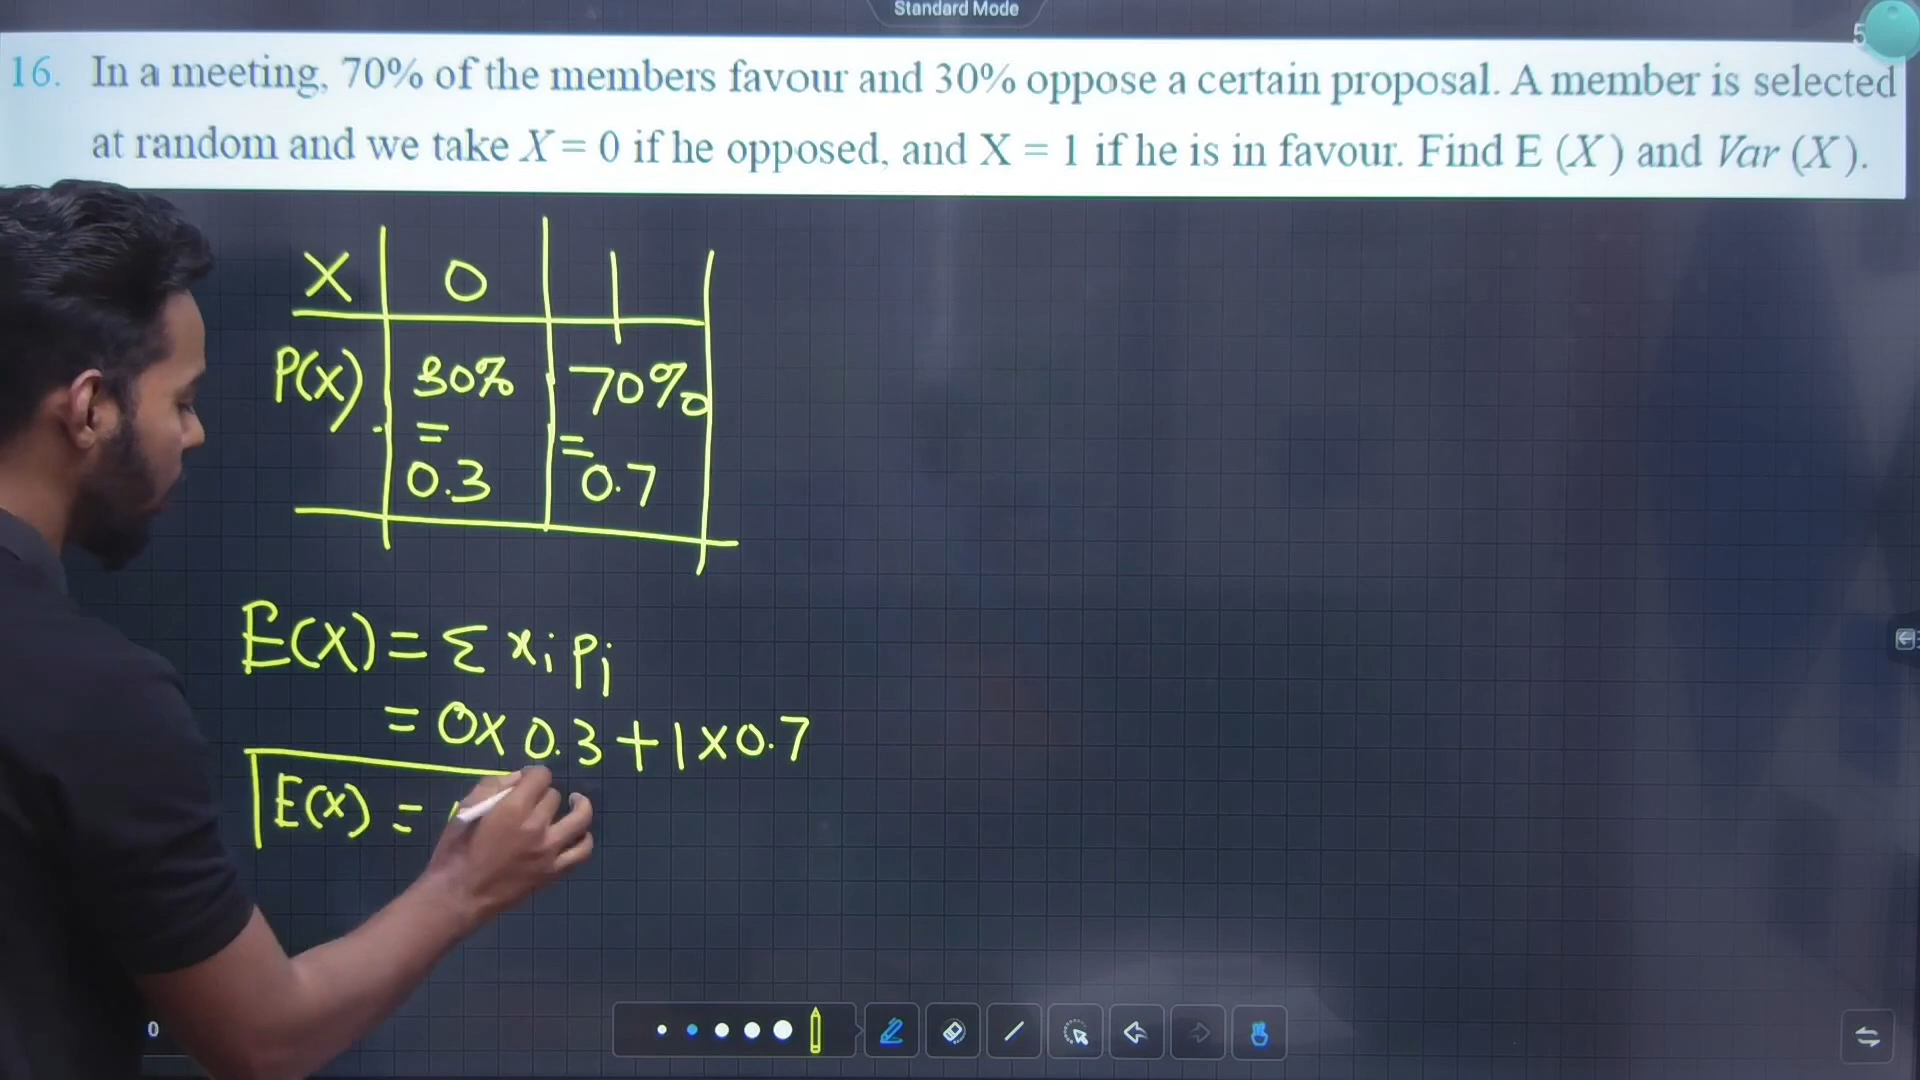 Standard Mode
5
16. In a meeting, 70% of the members favour and 30% oppose a certain proposal. A member is selected
at random and we take X = 0 if he opposed, and X = 1 if he is in favour. Find E (X) and Var (X).
X 0 1
P(X) 30% 70%
= =
0.3 0.7
E(X) = Σ xi pi
= 0 × 0.3 + 1 × 0.7
E(X) =
0